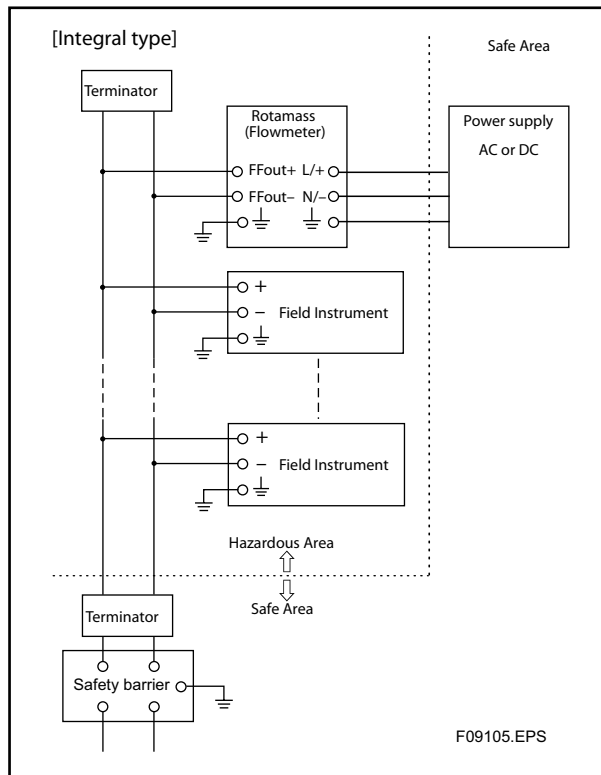 [Integral type]
Safe Area
Terminator
Rotamass
(Flowmeter)
Power supply
AC or DC
FFout+ L/+
FFout– N/–
+
– Field Instrument
+
– Field Instrument
Hazardous Area
Safe Area
Terminator
Safety barrier
F09105.EPS